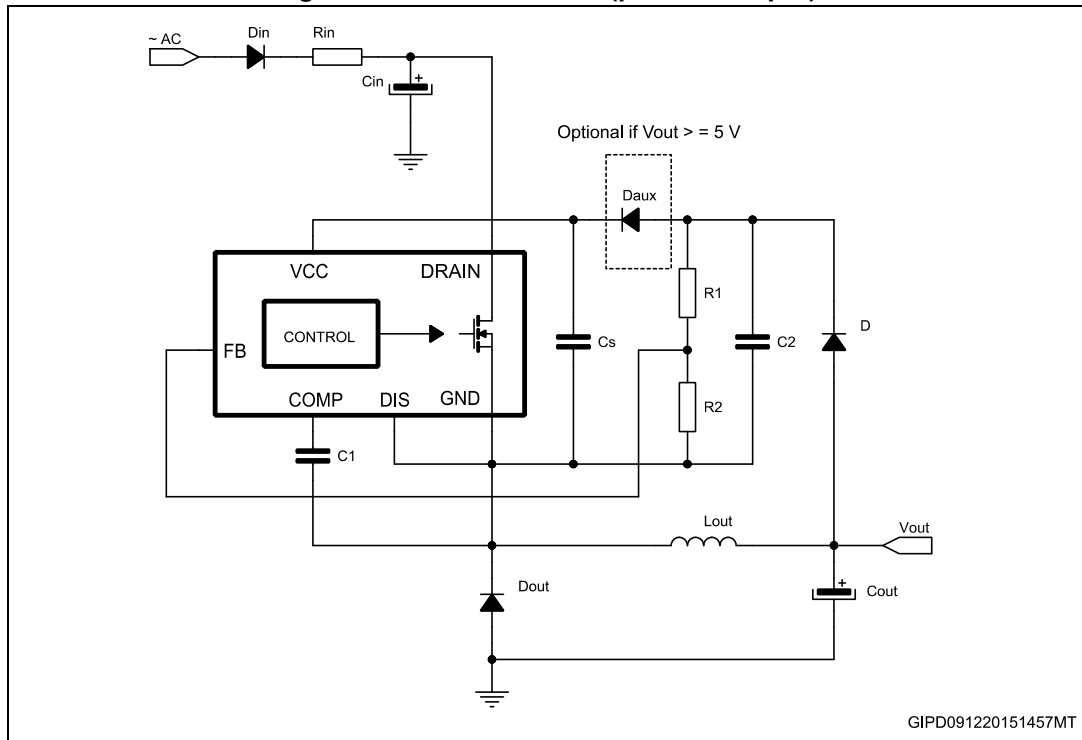 ~ AC
Din
Rin
Cin
+
Optional if Vout > = 5 V
Daux
VCC
DRAIN
R1
D
CONTROL
FB
Cs
C2
COMP
DIS
GND
R2
C1
Lout
Vout
Dout
+
Cout
GIPD091220151457MT